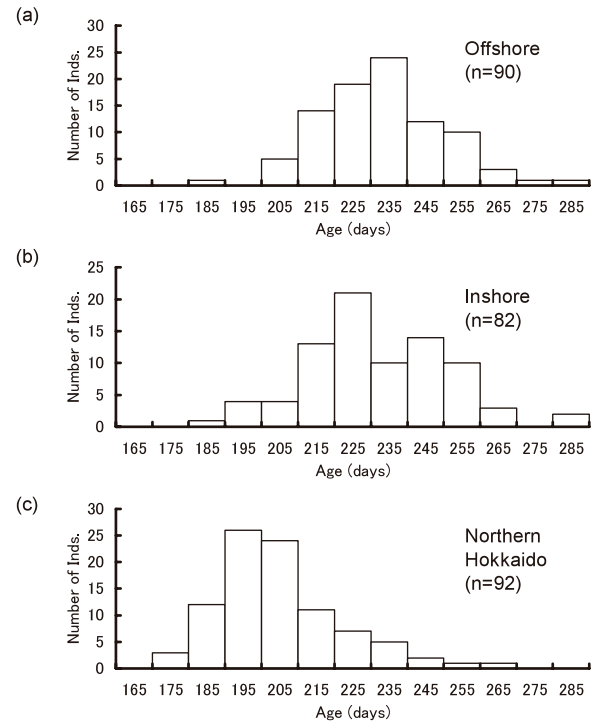 (a)
30
25
20
15
10
5
0
Number of Inds.
Offshore
(n=90)
165 175 185 195 205 215 225 235 245 255 265 275 285
Age (days)
(b)
25
20
15
10
5
0
Number of Inds.
Inshore
(n=82)
165 175 185 195 205 215 225 235 245 255 265 275 285
Age (days)
(c)
30
25
20
15
10
5
0
Number of Inds.
Northern
Hokkaido
(n=92)
165 175 185 195 205 215 225 235 245 255 265 275 285
Age (days)